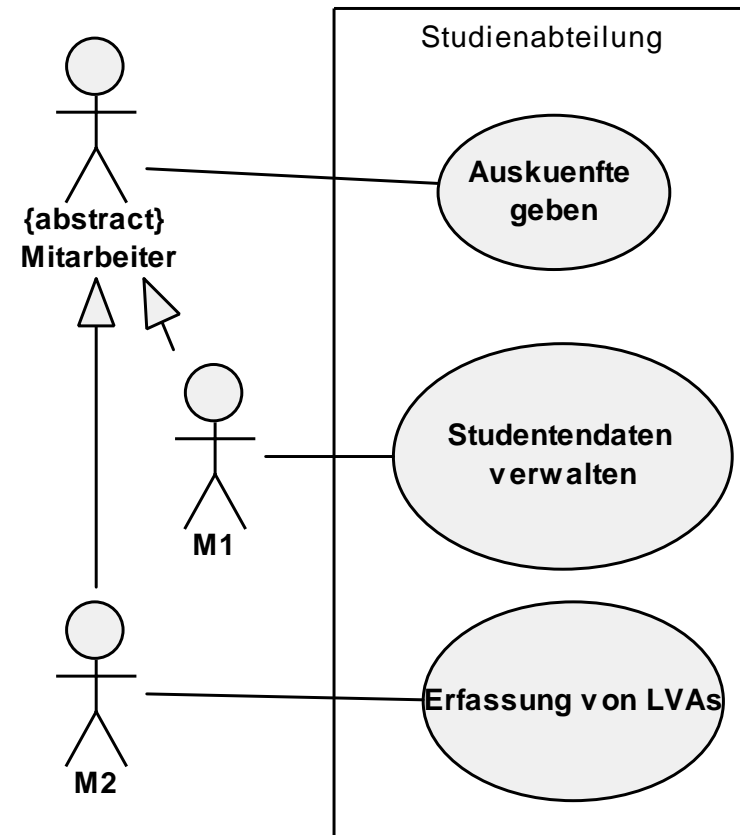 Studienabteilung
Auskuenfte
geben
{abstract}
Mitarbeiter
Studentendaten
verwalten
M1
Erfassung von LVAs
M2